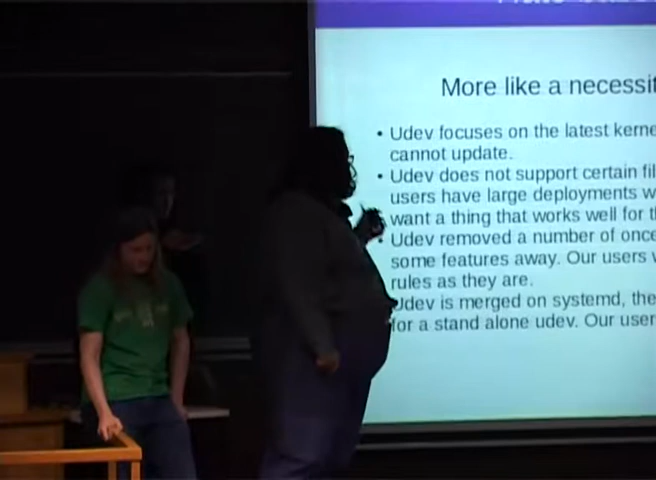 More like a necessit
• Udev focuses on the latest kerne
cannot update.
• Udev does not support certain fil
users have large deployments w
want a thing that works well for t
• Udev removed a number of once
some features away. Our users
rules as they are.
Udev is merged on systemd, the
for a stand alone udev. Our user